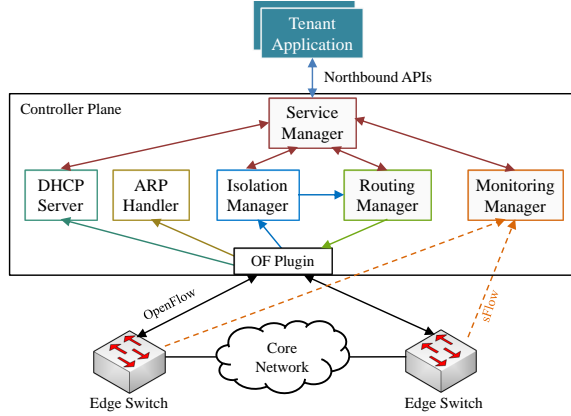 Tenant
Application
Northbound APIs
Controller Plane
Service
Manager
DHCP
Server
ARP
Handler
Isolation
Manager
Routing
Manager
Monitoring
Manager
OF Plugin
OpenFlow
sFlow
Core
Network
Edge Switch
Edge Switch